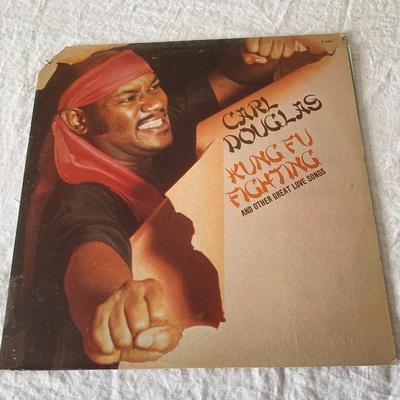 CARL
DOUGLAS
KUNG FU
FIGHTING
AND OTHER GREAT LOVE SONGS